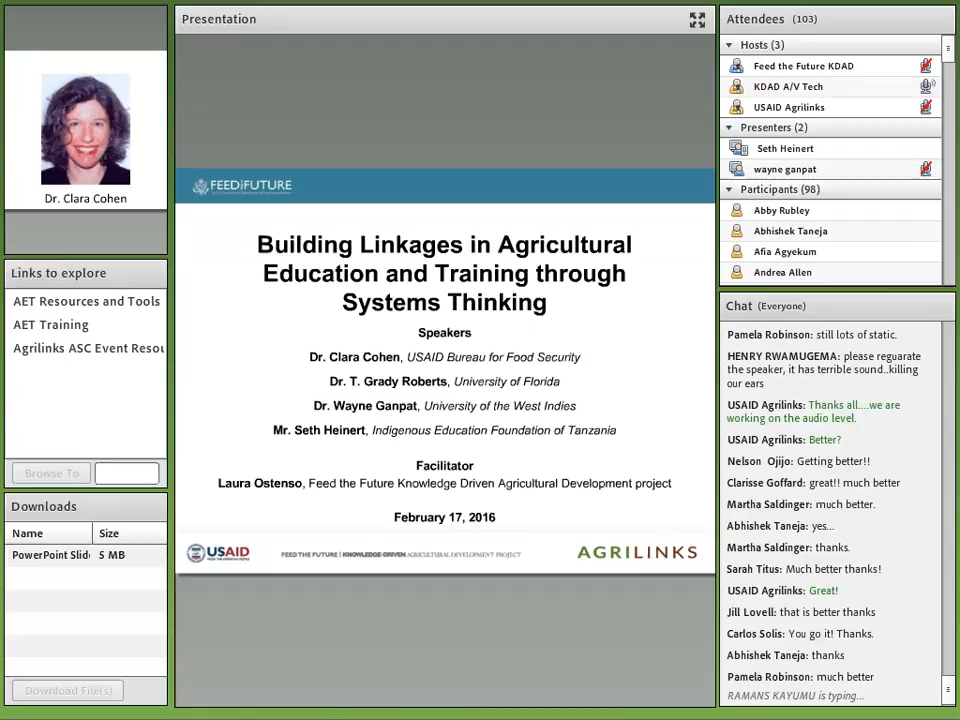 Dr. Clara Cohen
Links to explore
AET Resources and Tools
AET Training
Agrilinks ASC Event Resou
Browse To
Downloads
Name Size
PowerPoint Slide 5 MB
Download File(s)
Presentation
FEED THE FUTURE
Building Linkages in Agricultural
Education and Training through
Systems Thinking
Speakers
Dr. Clara Cohen, USAID Bureau for Food Security
Dr. T. Grady Roberts, University of Florida
Dr. Wayne Ganpat, University of the West Indies
Mr. Seth Heinert, Indigenous Education Foundation of Tanzania
Facilitator
Laura Ostenso, Feed the Future Knowledge Driven Agricultural Development project
February 17, 2016
USAID
FEED THE FUTURE | KNOWLEDGE-DRIVEN AGRICULTURAL DEVELOPMENT PROJECT
AGRILINKS
Attendees (103)
Hosts (3)
Feed the Future KDAD
KDAD A/V Tech
USAID Agrilinks
Presenters (2)
Seth Heinert
wayne ganpat
Participants (98)
Abby Rubley
Abhishek Taneja
Afia Agyekum
Andrea Allen
Chat (Everyone)
Pamela Robinson: still lots of static.
HENRY RWAMUGEMA: please reguarate
the speaker, it has terrible sound..killing
our ears
USAID Agrilinks: Thanks all....we are
working on the audio level.
USAID Agrilinks: Better?
Nelson Ojijo: Getting better!!
Clarisse Goffard: great!! much better
Martha Saldinger: much better.
Abhishek Taneja: yes...
Martha Saldinger: thanks.
Sarah Titus: Much better thanks!
USAID Agrilinks: Great!
Jill Lovell: that is better thanks
Carlos Solis: You go it! Thanks.
Abhishek Taneja: thanks
Pamela Robinson: much better
RAMANS KAYUMU is typing...